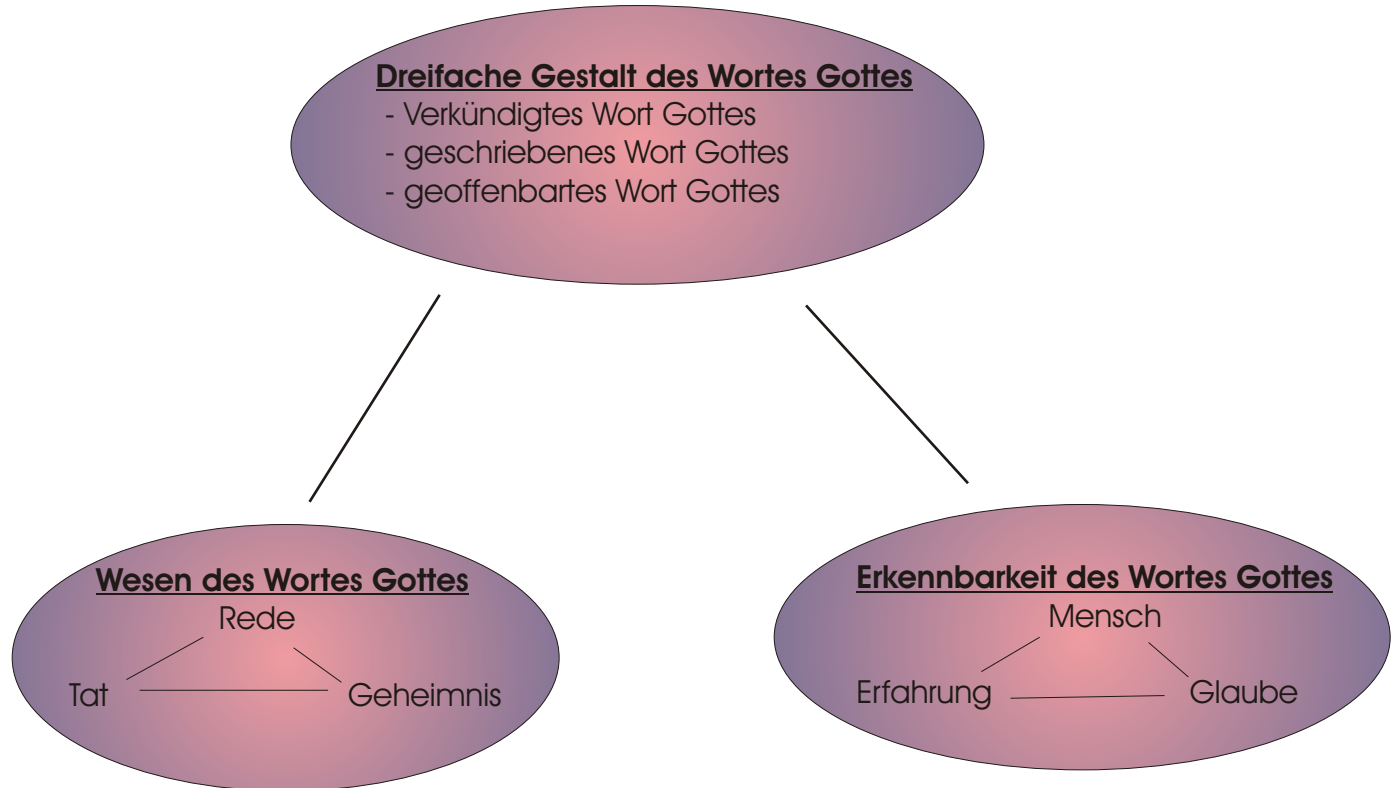 Dreifache Gestalt des Wortes Gottes
- Verkündigtes Wort Gottes
- geschriebenes Wort Gottes
- geoffenbartes Wort Gottes
Wesen des Wortes Gottes
Rede
Tat
Geheimnis
Erkennbarkeit des Wortes Gottes
Mensch
Erfahrung
Glaube